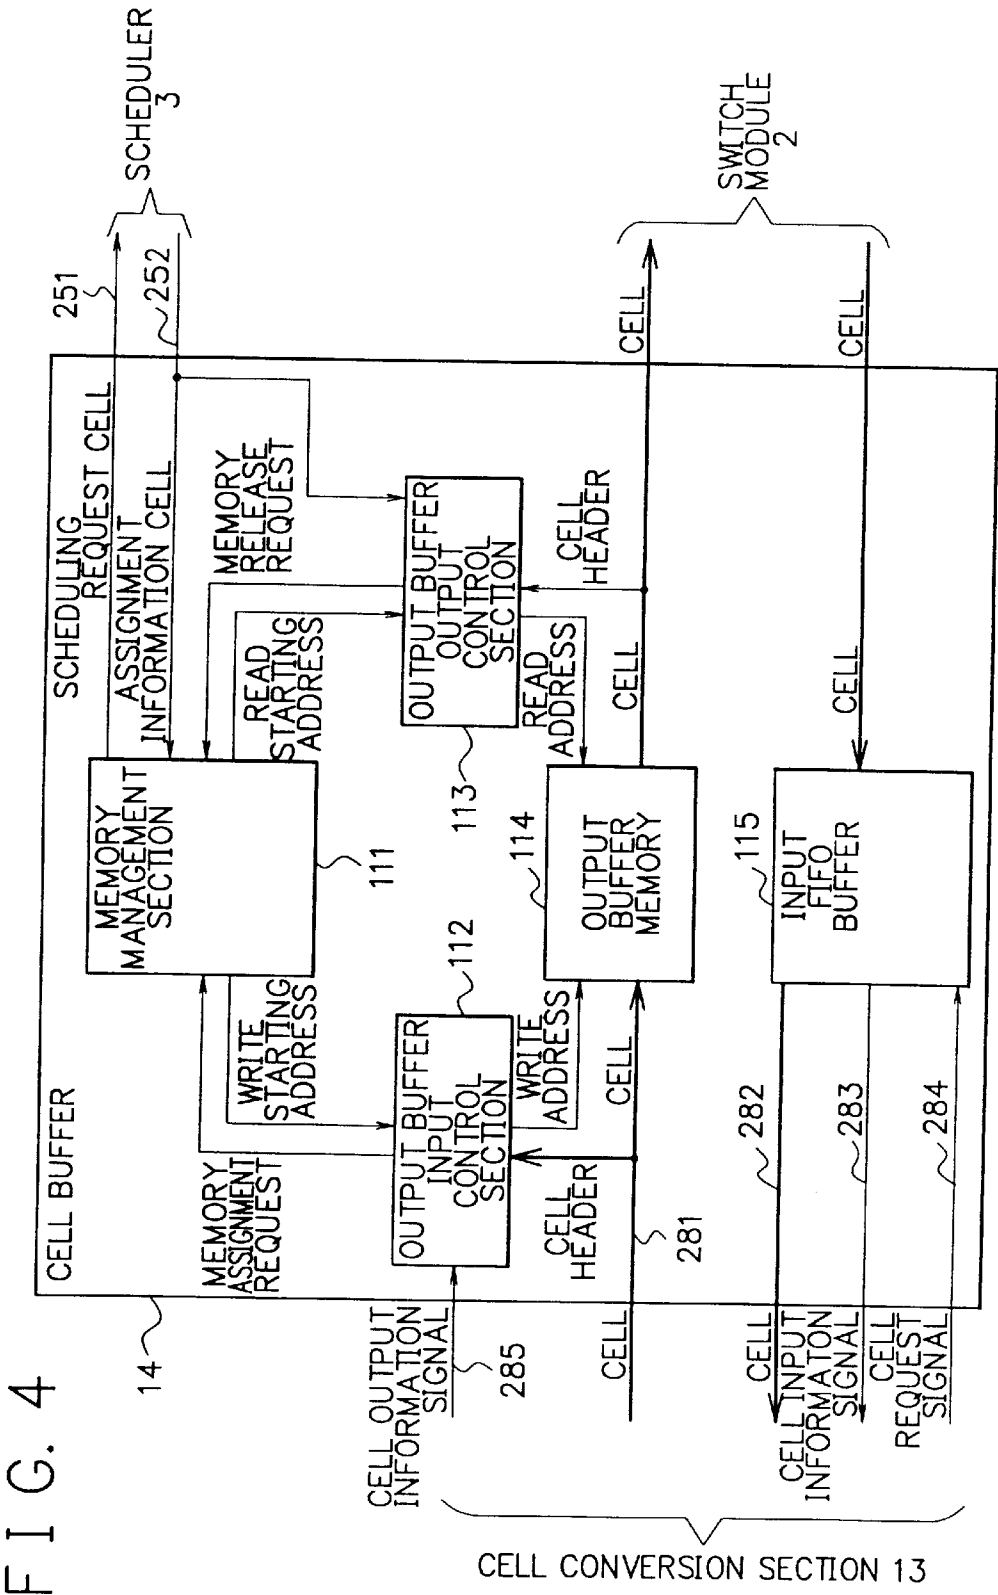 FIG. 4
14
CELL BUFFER
SCHEDULING
REQUEST CELL
251
SCHEDULER
3
ASSIGNMENT
INFORMATION CELL
252
MEMORY
MANAGEMENT
SECTION
111
MEMORY
ASSIGNMENT
REQUEST
WRITE
STARTING
ADDRESS
READ
STARTING
ADDRESS
MEMORY
RELEASE
REQUEST
CELL OUTPUT
INFORMATION
SIGNAL
285
OUTPUT BUFFER
INPUT
CONTROL
SECTION
112
OUTPUT BUFFER
OUTPUT
CONTROL
SECTION
113
CELL
HEADER
WRITE
ADDRESS
READ
ADDRESS
CELL
HEADER
CELL
281
CELL
114
OUTPUT
BUFFER
MEMORY
CELL
CELL
SWITCH
MODULE
2
115
INPUT
FIFO
BUFFER
CELL
CELL
CELL
282
CELL INPUT
INFORMATON
SIGNAL
283
CELL
REQUEST
SIGNAL
284
CELL CONVERSION SECTION 13